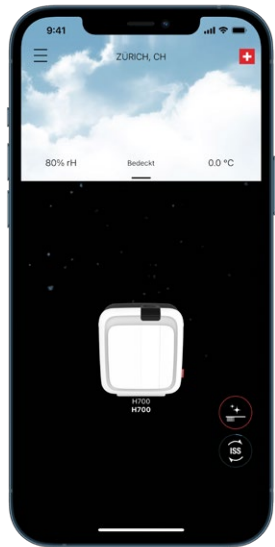 9:41
ZÜRICH, CH
80% rH
Bedeckt
0.0 °C
H700
H700
ISS